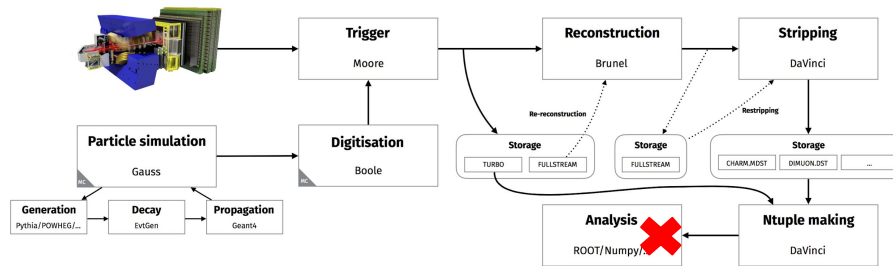 Trigger
Moore
Reconstruction
Brunel
Stripping
DaVinci
Re-reconstruction
Restripping
Particle simulation
Gauss
MC
Digitisation
Boole
MC
Storage
TURBO
FULLSTREAM
Storage
FULLSTREAM
Storage
CHARM.MDST
DIMUON.DST
...
Generation
Pythia/POWHEG/...
Decay
EvtGen
Propagation
Geant4
Analysis
ROOT/Numpy/...
Ntuple making
DaVinci